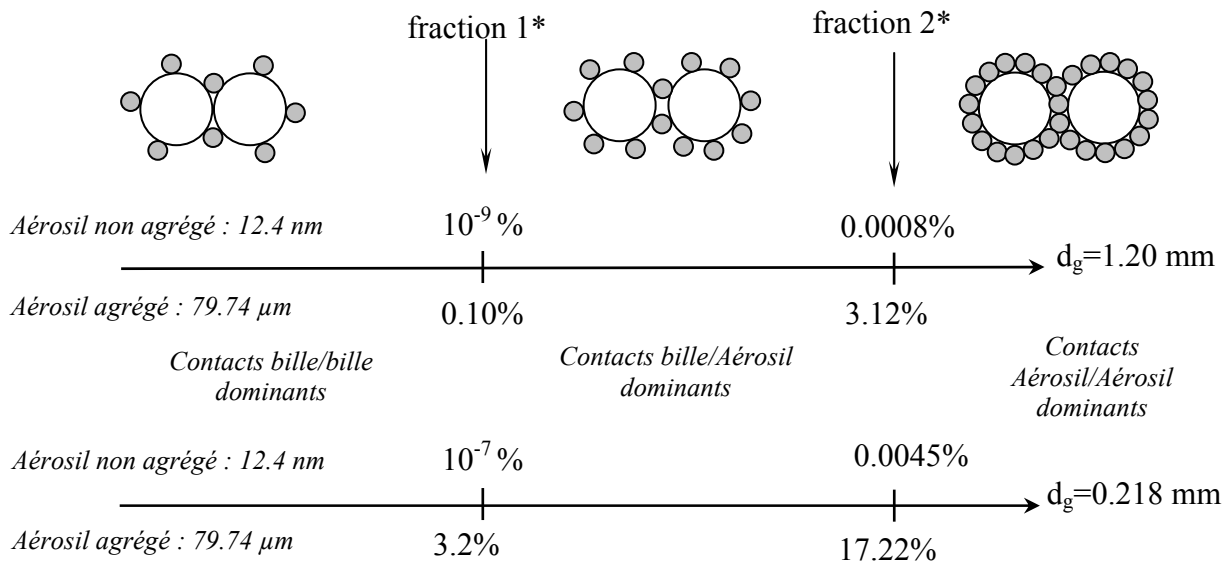 fraction 1*
fraction 2*
Aérosil non agrégé : 12.4 nm
10⁻⁹ %
0.0008%
d_g=1.20 mm
Aérosil agrégé : 79.74 µm
0.10%
3.12%
Contacts bille/bille
dominants
Contacts bille/Aérosil
dominants
Contacts
Aérosil/Aérosil
dominants
Aérosil non agrégé : 12.4 nm
10⁻⁷ %
0.0045%
d_g=0.218 mm
Aérosil agrégé : 79.74 µm
3.2%
17.22%